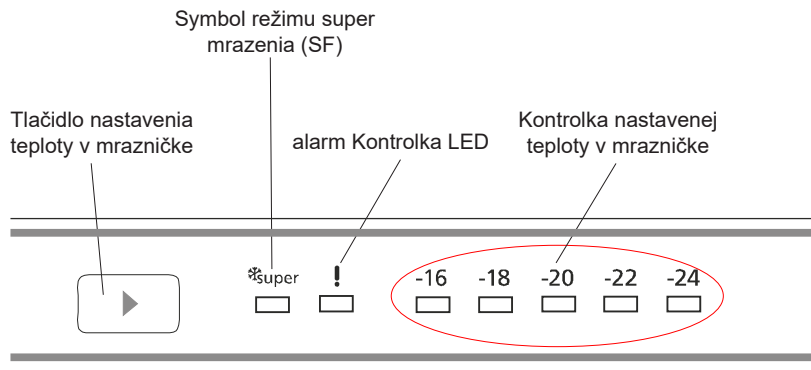 Symbol režimu super
mrazenia (SF)
Tlačidlo nastavenia
teploty v mrazničke
alarm Kontrolka LED
Kontrolka nastavenej
teploty v mrazničke
super
!
-16 -18 -20 -22 -24